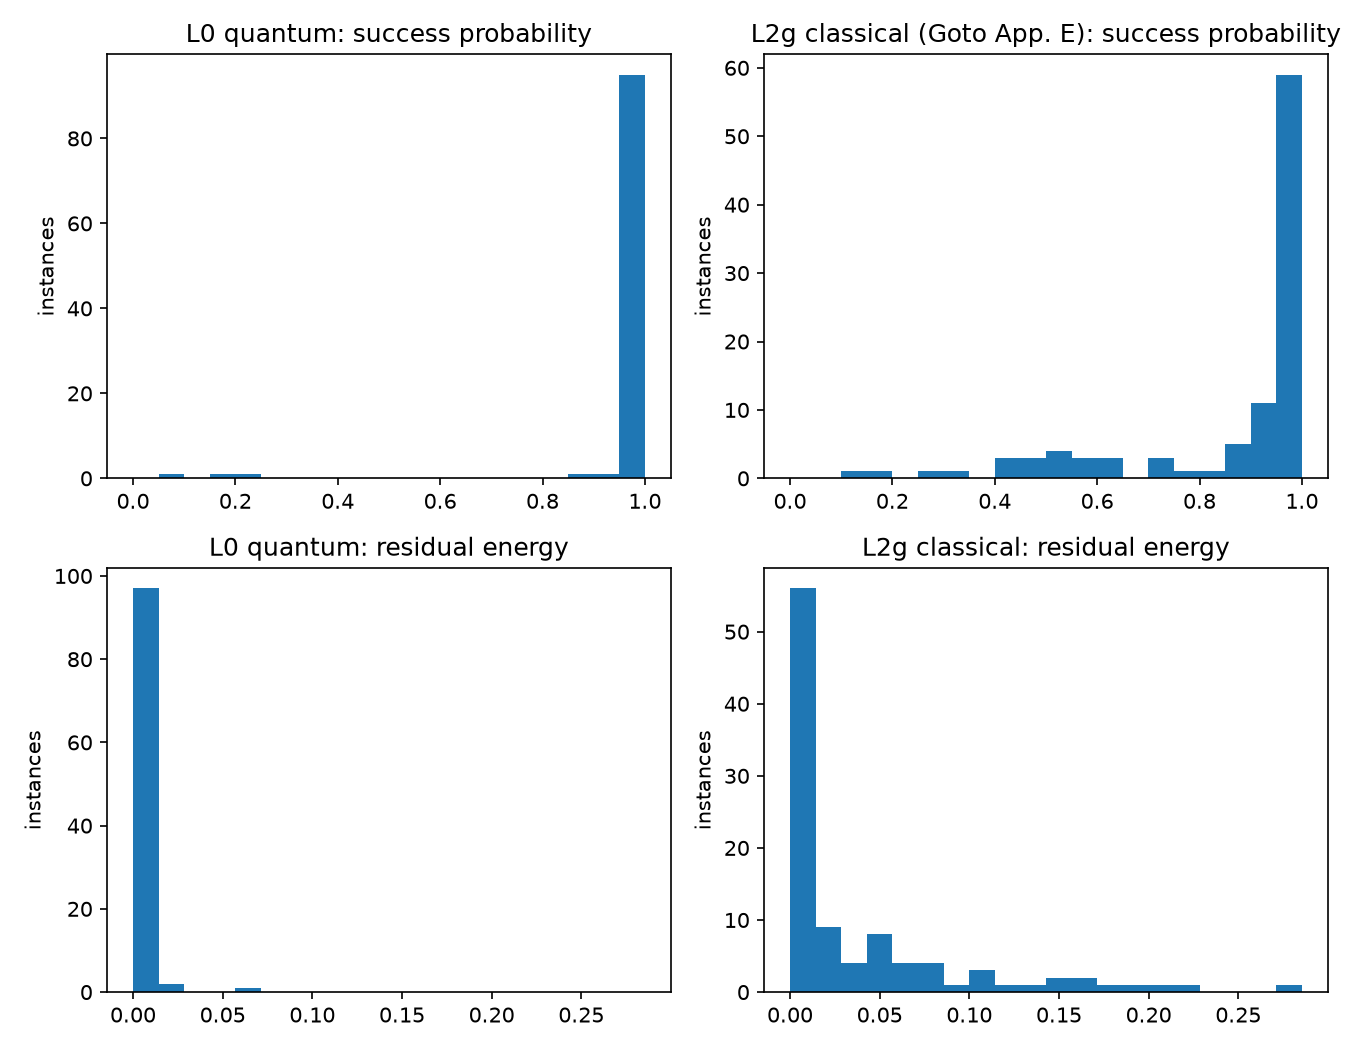 L0 quantum: success probability
instances
0
20
40
60
80
0.0 0.2 0.4 0.6 0.8 1.0
L2g classical (Goto App. E): success probability
instances
0
10
20
30
40
50
60
0.0 0.2 0.4 0.6 0.8 1.0
L0 quantum: residual energy
instances
0
20
40
60
80
100
0.00 0.05 0.10 0.15 0.20 0.25
L2g classical: residual energy
instances
0
10
20
30
40
50
0.00 0.05 0.10 0.15 0.20 0.25